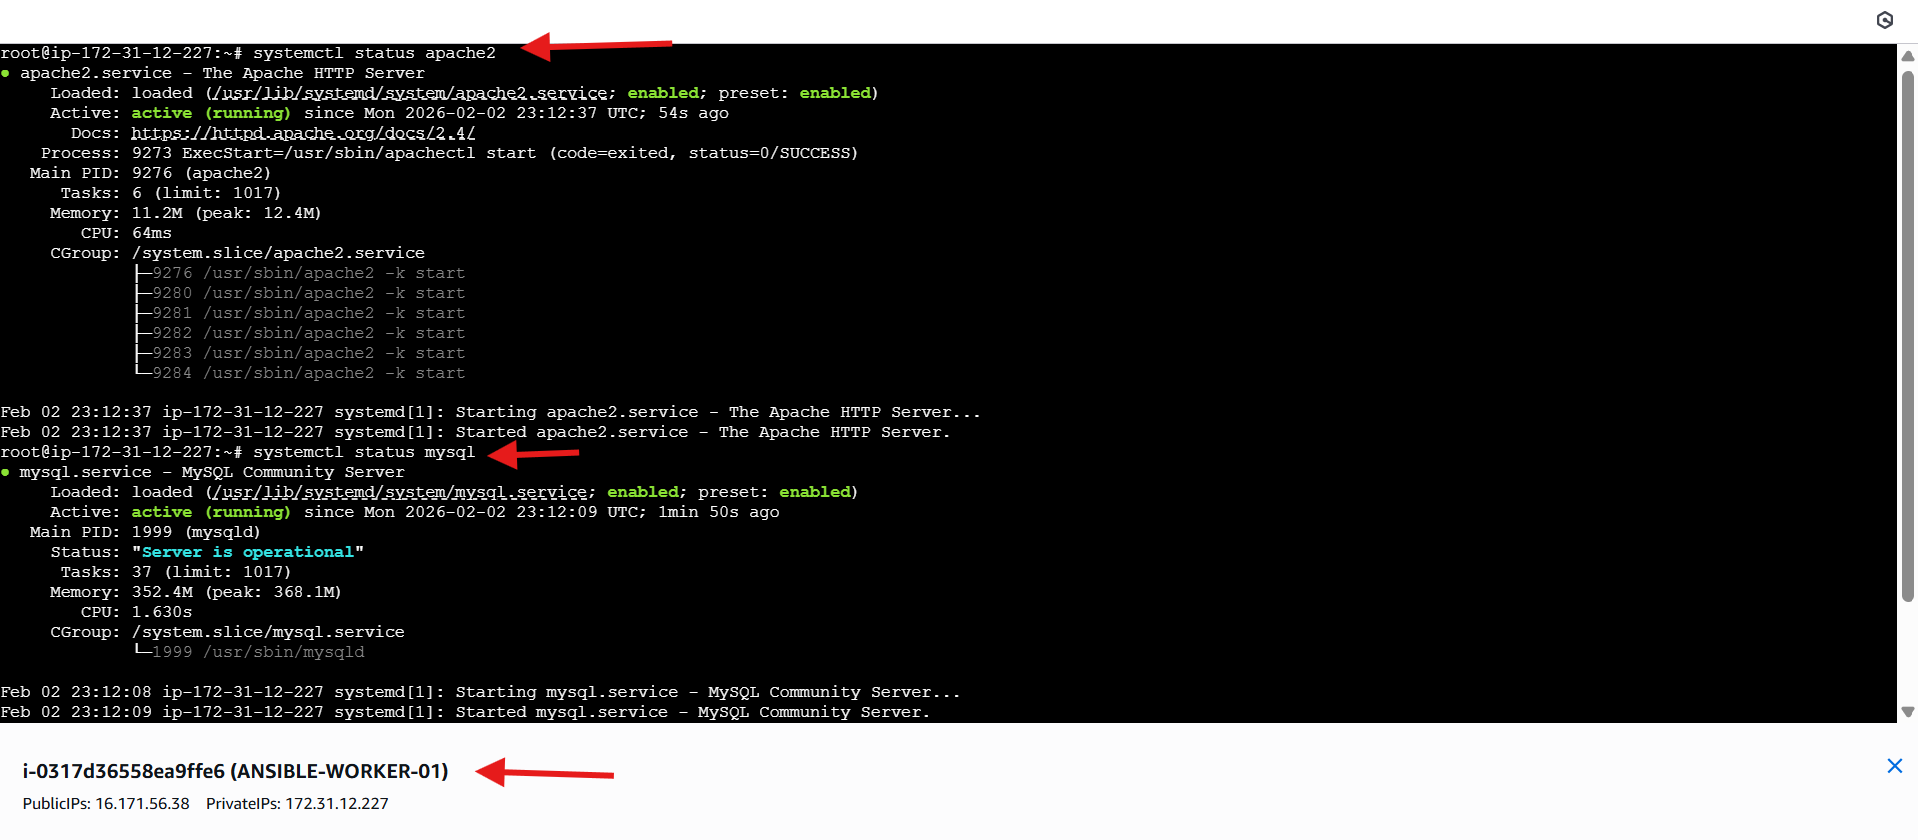 root@ip-172-31-12-227:~# systemctl status apache2
● apache2.service - The Apache HTTP Server
     Loaded: loaded (/usr/lib/systemd/system/apache2.service; enabled; preset: enabled)
     Active: active (running) since Mon 2026-02-02 23:12:37 UTC; 54s ago
       Docs: https://httpd.apache.org/docs/2.4/
    Process: 9273 ExecStart=/usr/sbin/apachectl start (code=exited, status=0/SUCCESS)
   Main PID: 9276 (apache2)
      Tasks: 6 (limit: 1017)
     Memory: 11.2M (peak: 12.4M)
        CPU: 64ms
     CGroup: /system.slice/apache2.service
             ├─9276 /usr/sbin/apache2 -k start
             ├─9280 /usr/sbin/apache2 -k start
             ├─9281 /usr/sbin/apache2 -k start
             ├─9282 /usr/sbin/apache2 -k start
             ├─9283 /usr/sbin/apache2 -k start
             └─9284 /usr/sbin/apache2 -k start
Feb 02 23:12:37 ip-172-31-12-227 systemd[1]: Starting apache2.service - The Apache HTTP Server...
Feb 02 23:12:37 ip-172-31-12-227 systemd[1]: Started apache2.service - The Apache HTTP Server.
root@ip-172-31-12-227:~# systemctl status mysql
● mysql.service - MySQL Community Server
     Loaded: loaded (/usr/lib/systemd/system/mysql.service; enabled; preset: enabled)
     Active: active (running) since Mon 2026-02-02 23:12:09 UTC; 1min 50s ago
   Main PID: 1999 (mysqld)
     Status: "Server is operational"
      Tasks: 37 (limit: 1017)
     Memory: 352.4M (peak: 368.1M)
        CPU: 1.630s
     CGroup: /system.slice/mysql.service
             └─1999 /usr/sbin/mysqld
Feb 02 23:12:08 ip-172-31-12-227 systemd[1]: Starting mysql.service - MySQL Community Server...
Feb 02 23:12:09 ip-172-31-12-227 systemd[1]: Started mysql.service - MySQL Community Server.
i-0317d36558ea9ffe6 (ANSIBLE-WORKER-01)
PublicIPs: 16.171.56.38 PrivateIPs: 172.31.12.227